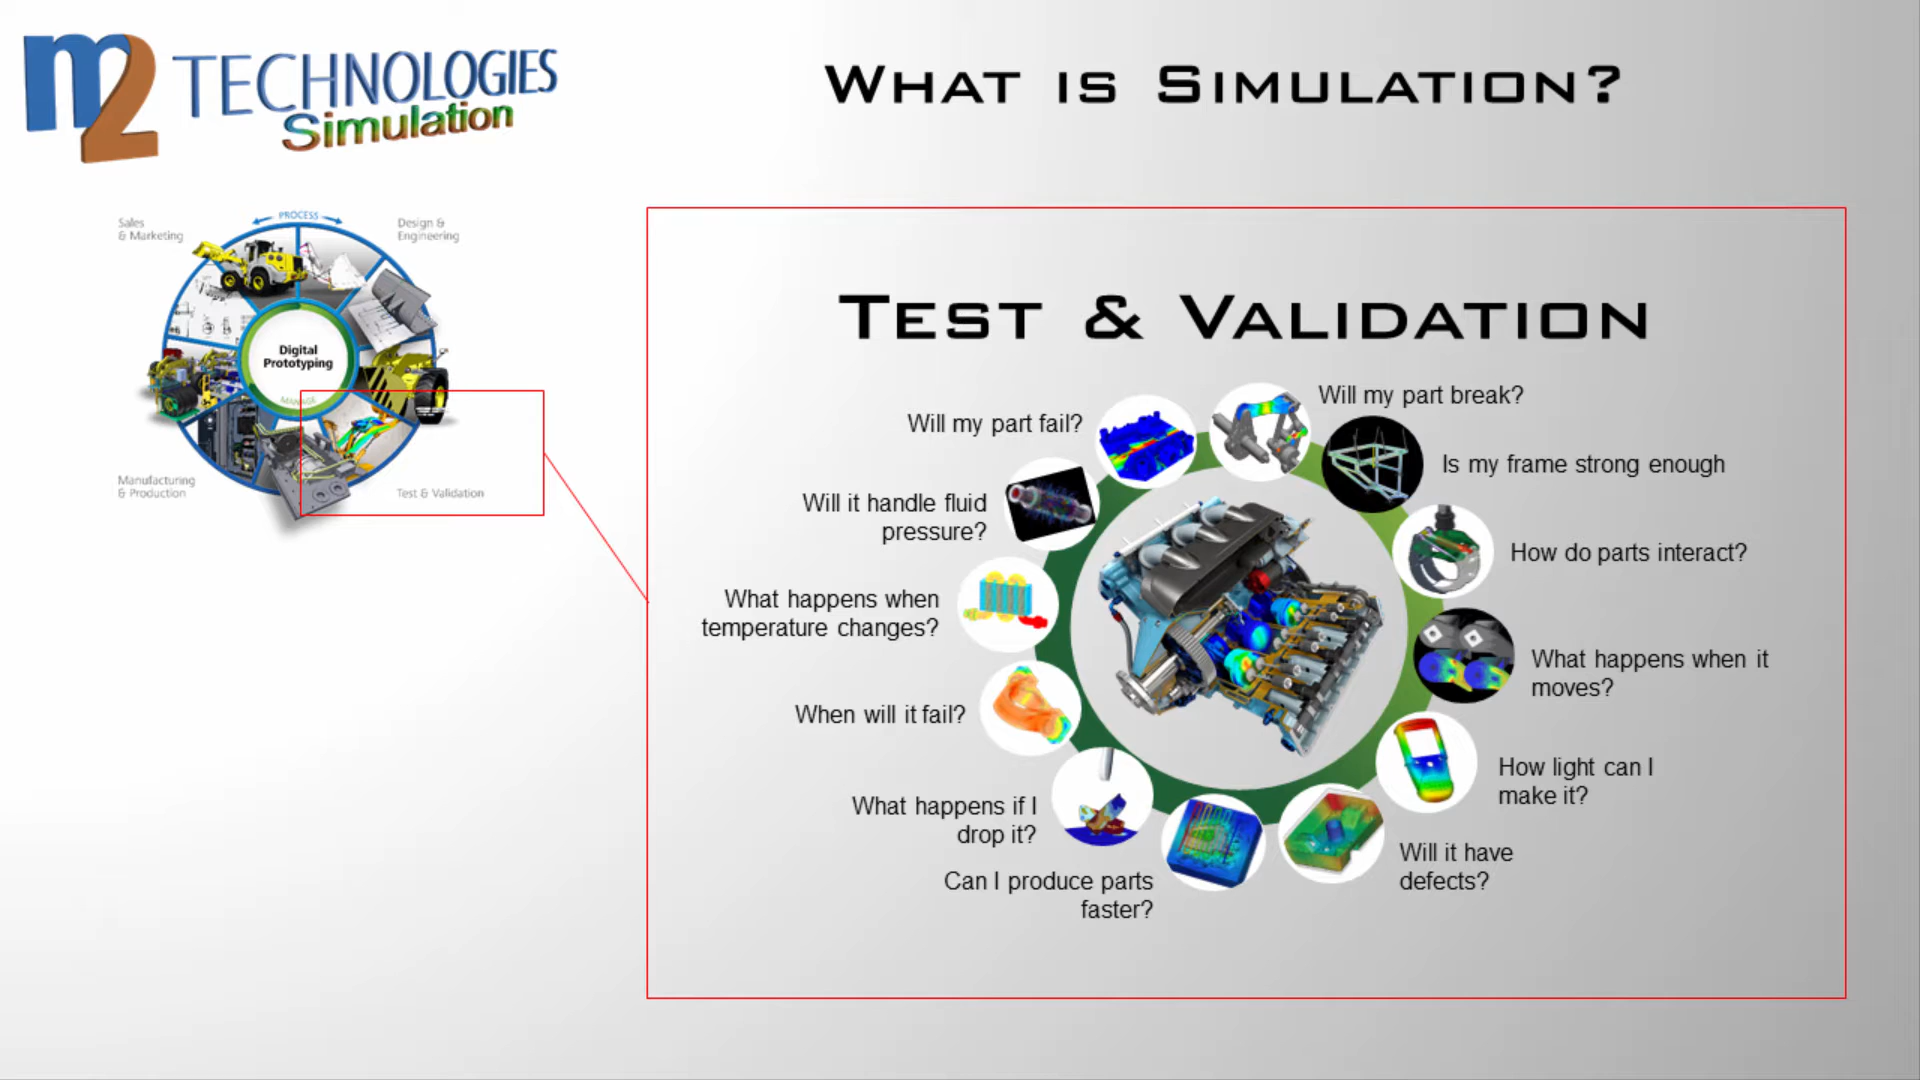 m2 TECHNOLOGIES
Simulation
WHAT IS SIMULATION?
PROCESS
Sales
& Marketing
Design &
Engineering
Digital
Prototyping
MANAGE
Manufacturing
& Production
Test & Validation
TEST & VALIDATION
Will my part break?
Will my part fail?
Is my frame strong enough
Will it handle fluid
pressure?
How do parts interact?
What happens when
temperature changes?
What happens when it
moves?
When will it fail?
How light can I
make it?
What happens if I
drop it?
Will it have
defects?
Can I produce parts
faster?